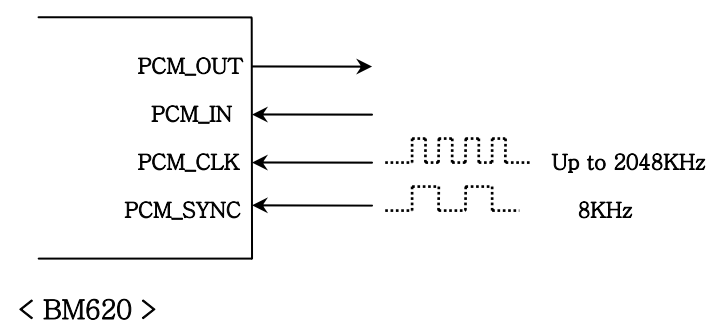 PCM_OUT
PCM_IN
PCM_CLK Up to 2048KHz
PCM_SYNC 8KHz
< BM620 >